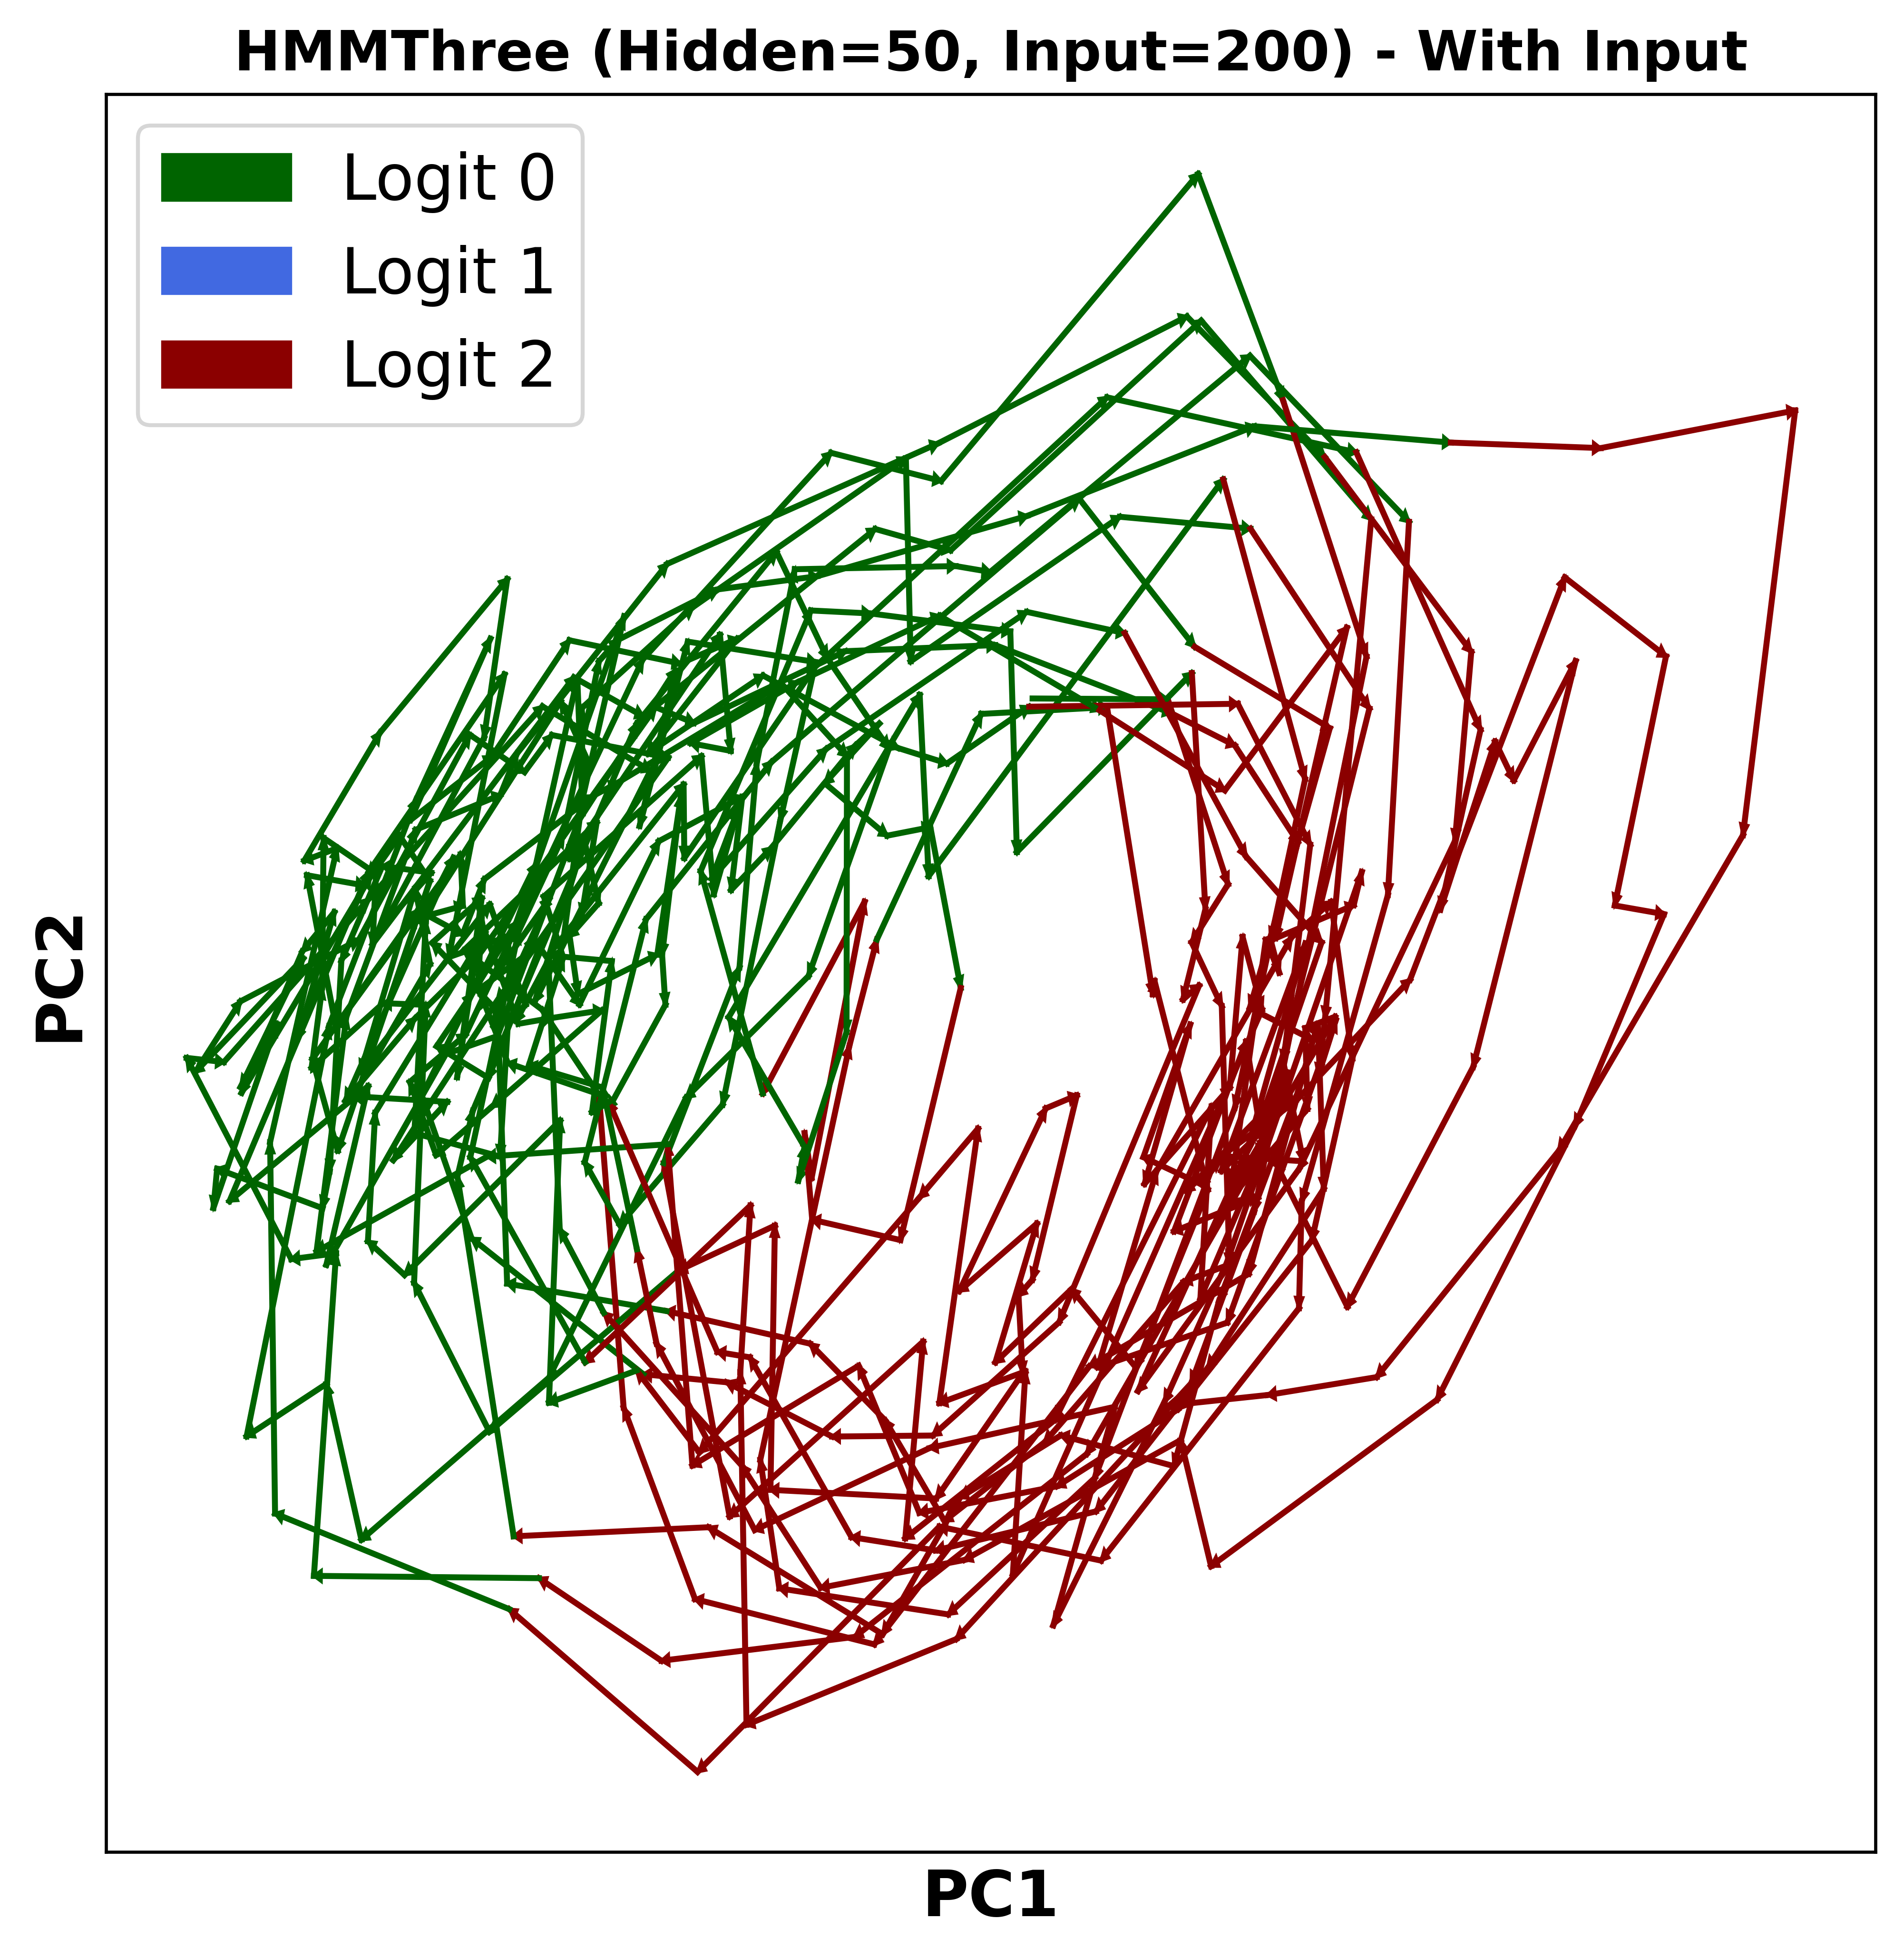 HMMThree (Hidden=50, Input=200) - With Input
Logit 0
Logit 1
Logit 2
PC2
PC1